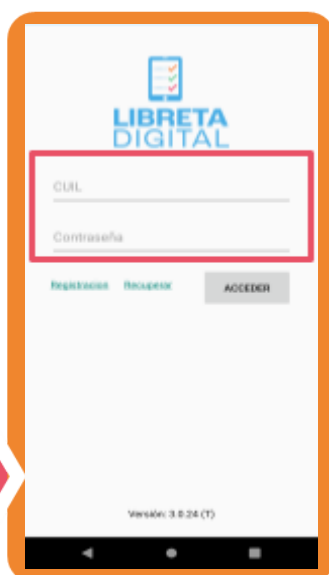 LIBRETA
DIGITAL
CUIL
Contraseña
Registracion Recuperar ACCEDER
Versión: 3.0.24 (T)